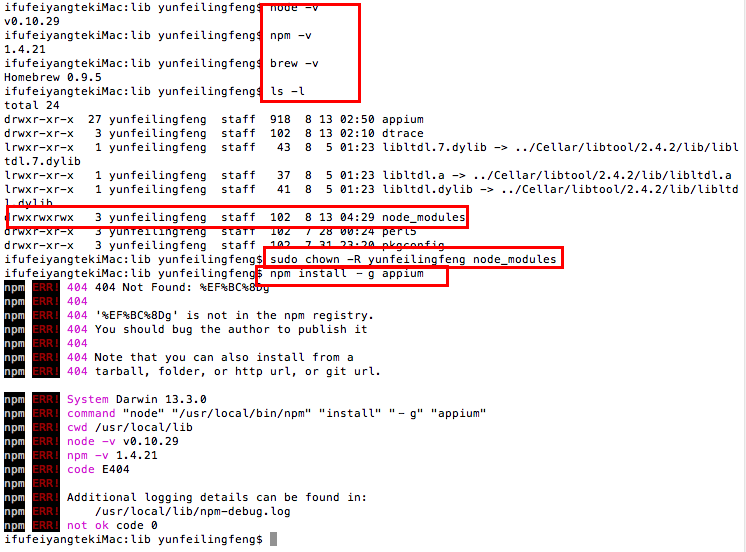 ifufeiyangtekiMac:lib yunfeilingfeng$ node -v
v0.10.29
ifufeiyangtekiMac:lib yunfeilingfeng$ npm -v
1.4.21
ifufeiyangtekiMac:lib yunfeilingfeng$ brew -v
Homebrew 0.9.5
ifufeiyangtekiMac:lib yunfeilingfeng$ ls -l
total 24
drwxr-xr-x  27 yunfeilingfeng  staff  918  8 13 02:50 appium
drwxr-xr-x   3 yunfeilingfeng  staff  102  8 13 02:10 dtrace
lrwxr-xr-x   1 yunfeilingfeng  staff   43  8  5 01:23 libltdl.7.dylib -> ../Cellar/libtool/2.4.2/lib/libl
tdl.7.dylib
lrwxr-xr-x   1 yunfeilingfeng  staff   37  8  5 01:23 libltdl.a -> ../Cellar/libtool/2.4.2/lib/libltdl.a
lrwxr-xr-x   1 yunfeilingfeng  staff   41  8  5 01:23 libltdl.dylib -> ../Cellar/libtool/2.4.2/lib/libltd
l.dylib
drwxrwxrwx   3 yunfeilingfeng  staff  102  8 13 04:29 node_modules
drwxr-xr-x   3 yunfeilingfeng  staff  102  7 28 00:24 perl5
drwxr-xr-x   3 yunfeilingfeng  staff  102  7 31 23:20 pkgconfig
ifufeiyangtekiMac:lib yunfeilingfeng$ sudo chown -R yunfeilingfeng node_modules
ifufeiyangtekiMac:lib yunfeilingfeng$ npm install －g appium
npm ERR! 404 404 Not Found: %EF%BC%8Dg
npm ERR! 404
npm ERR! 404 '%EF%BC%8Dg' is not in the npm registry.
npm ERR! 404 You should bug the author to publish it
npm ERR! 404
npm ERR! 404 Note that you can also install from a
npm ERR! 404 tarball, folder, or http url, or git url.
npm ERR! System Darwin 13.3.0
npm ERR! command "node" "/usr/local/bin/npm" "install" "－g" "appium"
npm ERR! cwd /usr/local/lib
npm ERR! node -v v0.10.29
npm ERR! npm -v 1.4.21
npm ERR! code E404
npm ERR!
npm ERR! Additional logging details can be found in:
npm ERR!     /usr/local/lib/npm-debug.log
npm ERR! not ok code 0
ifufeiyangtekiMac:lib yunfeilingfeng$